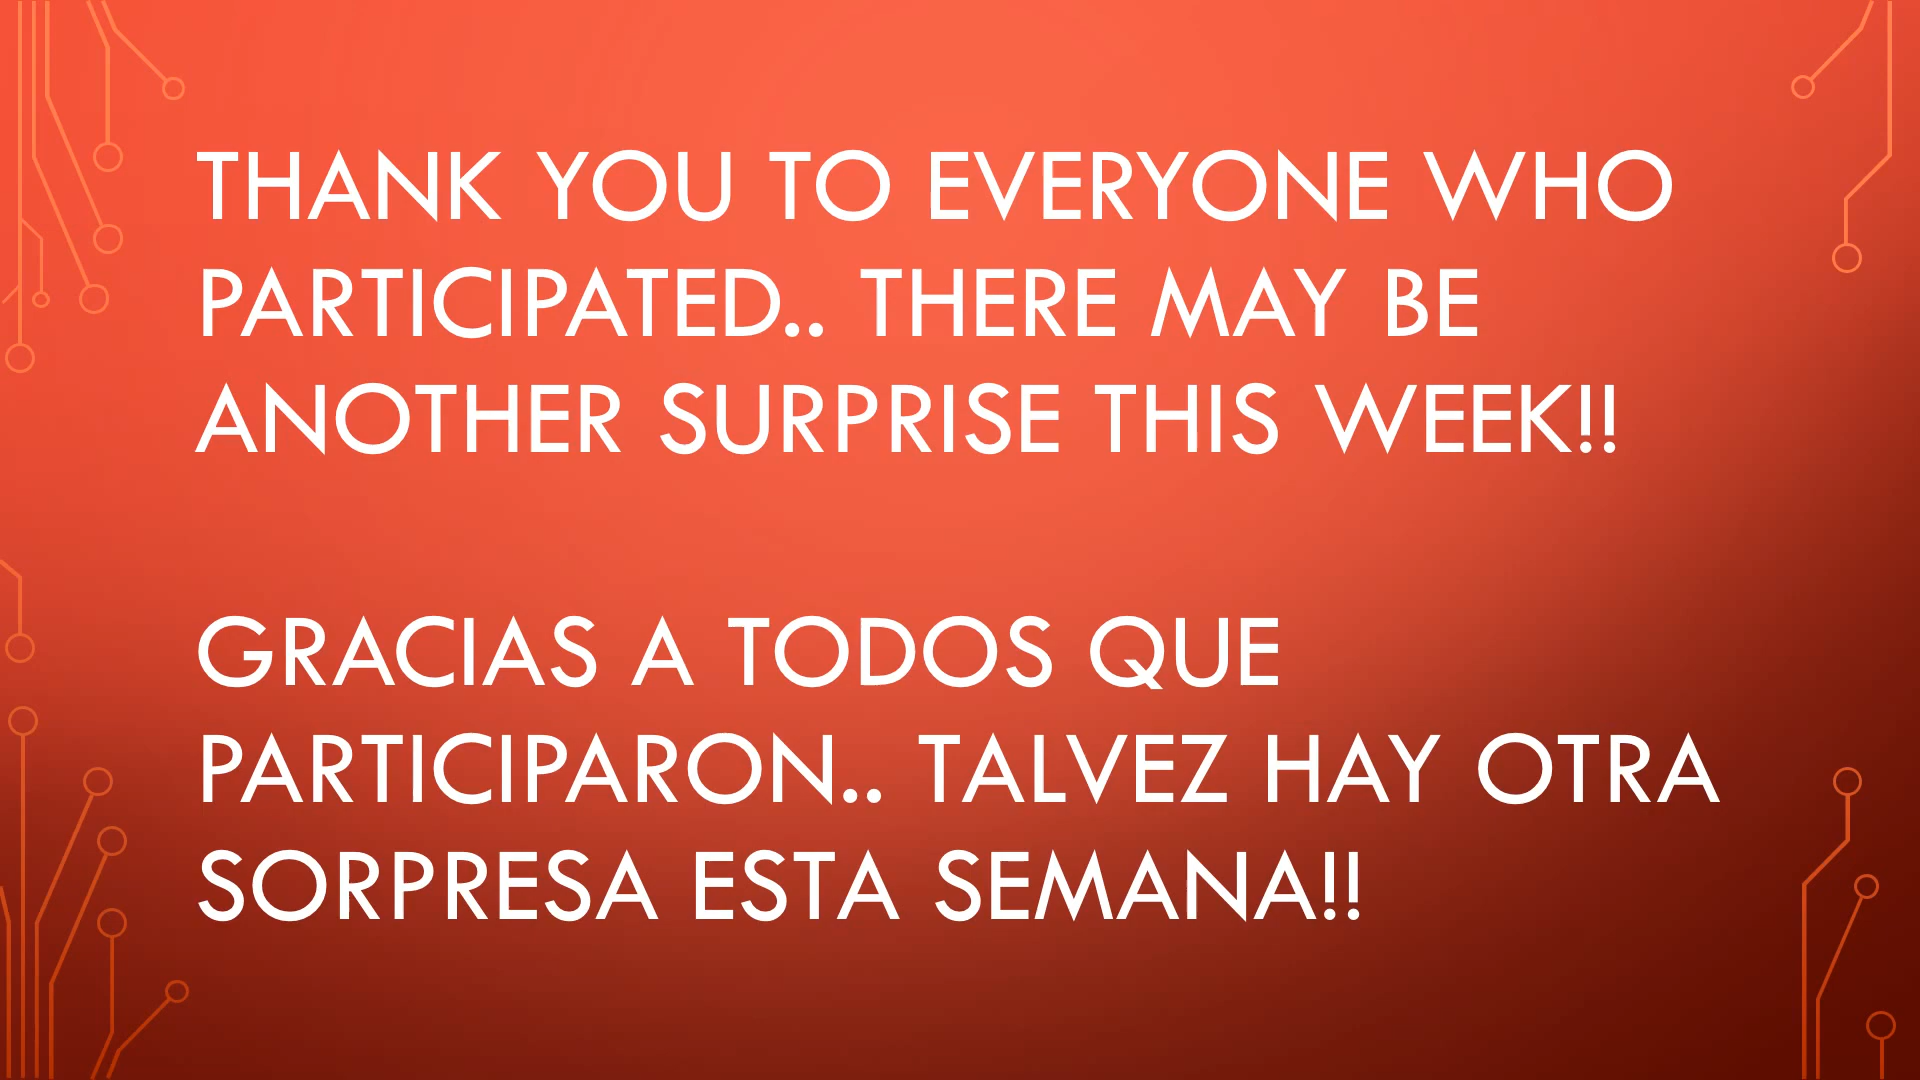 THANK YOU TO EVERYONE WHO
PARTICIPATED.. THERE MAY BE
ANOTHER SURPRISE THIS WEEK!!
GRACIAS A TODOS QUE
PARTICIPARON.. TALVEZ HAY OTRA
SORPRESA ESTA SEMANA!!